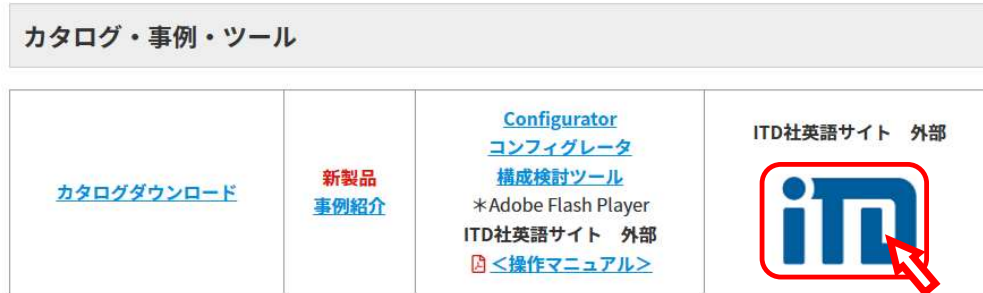 カタログ・事例・ツール
カタログダウンロード
新製品
事例紹介
Configurator
コンフィグレータ
構成検討ツール
＊Adobe Flash Player
ITD社英語サイト　外部
＜操作マニュアル＞
ITD社英語サイト　外部
iTD